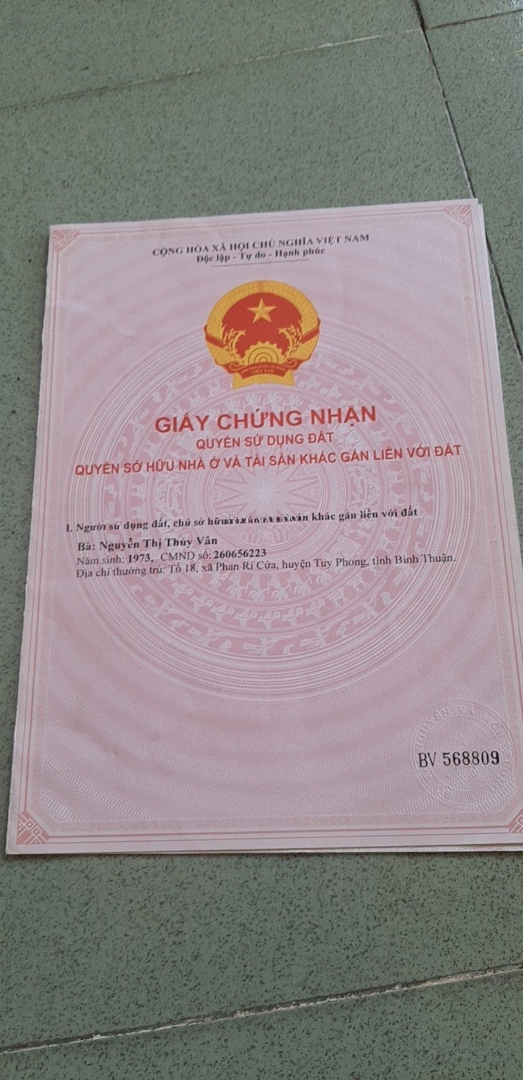 CỘNG HÒA XÃ HỘI CHỦ NGHĨA VIỆT NAM
Độc lập - Tự do - Hạnh phúc
GIẤY CHỨNG NHẬN
QUYỀN SỬ DỤNG ĐẤT
QUYỀN SỞ HỮU NHÀ Ở VÀ TÀI SẢN KHÁC GẮN LIỀN VỚI ĐẤT
I. Người sử dụng đất, chủ sở hữu khác gắn liền với đất
Bà: Nguyễn Thị Thúy Vân
Năm sinh: 1973, CMND số: 260656223
Địa chỉ thường trú: Tổ 18, xã Phan Rí Cửa, huyện Tuy Phong, tỉnh Bình Thuận.
BV 568809